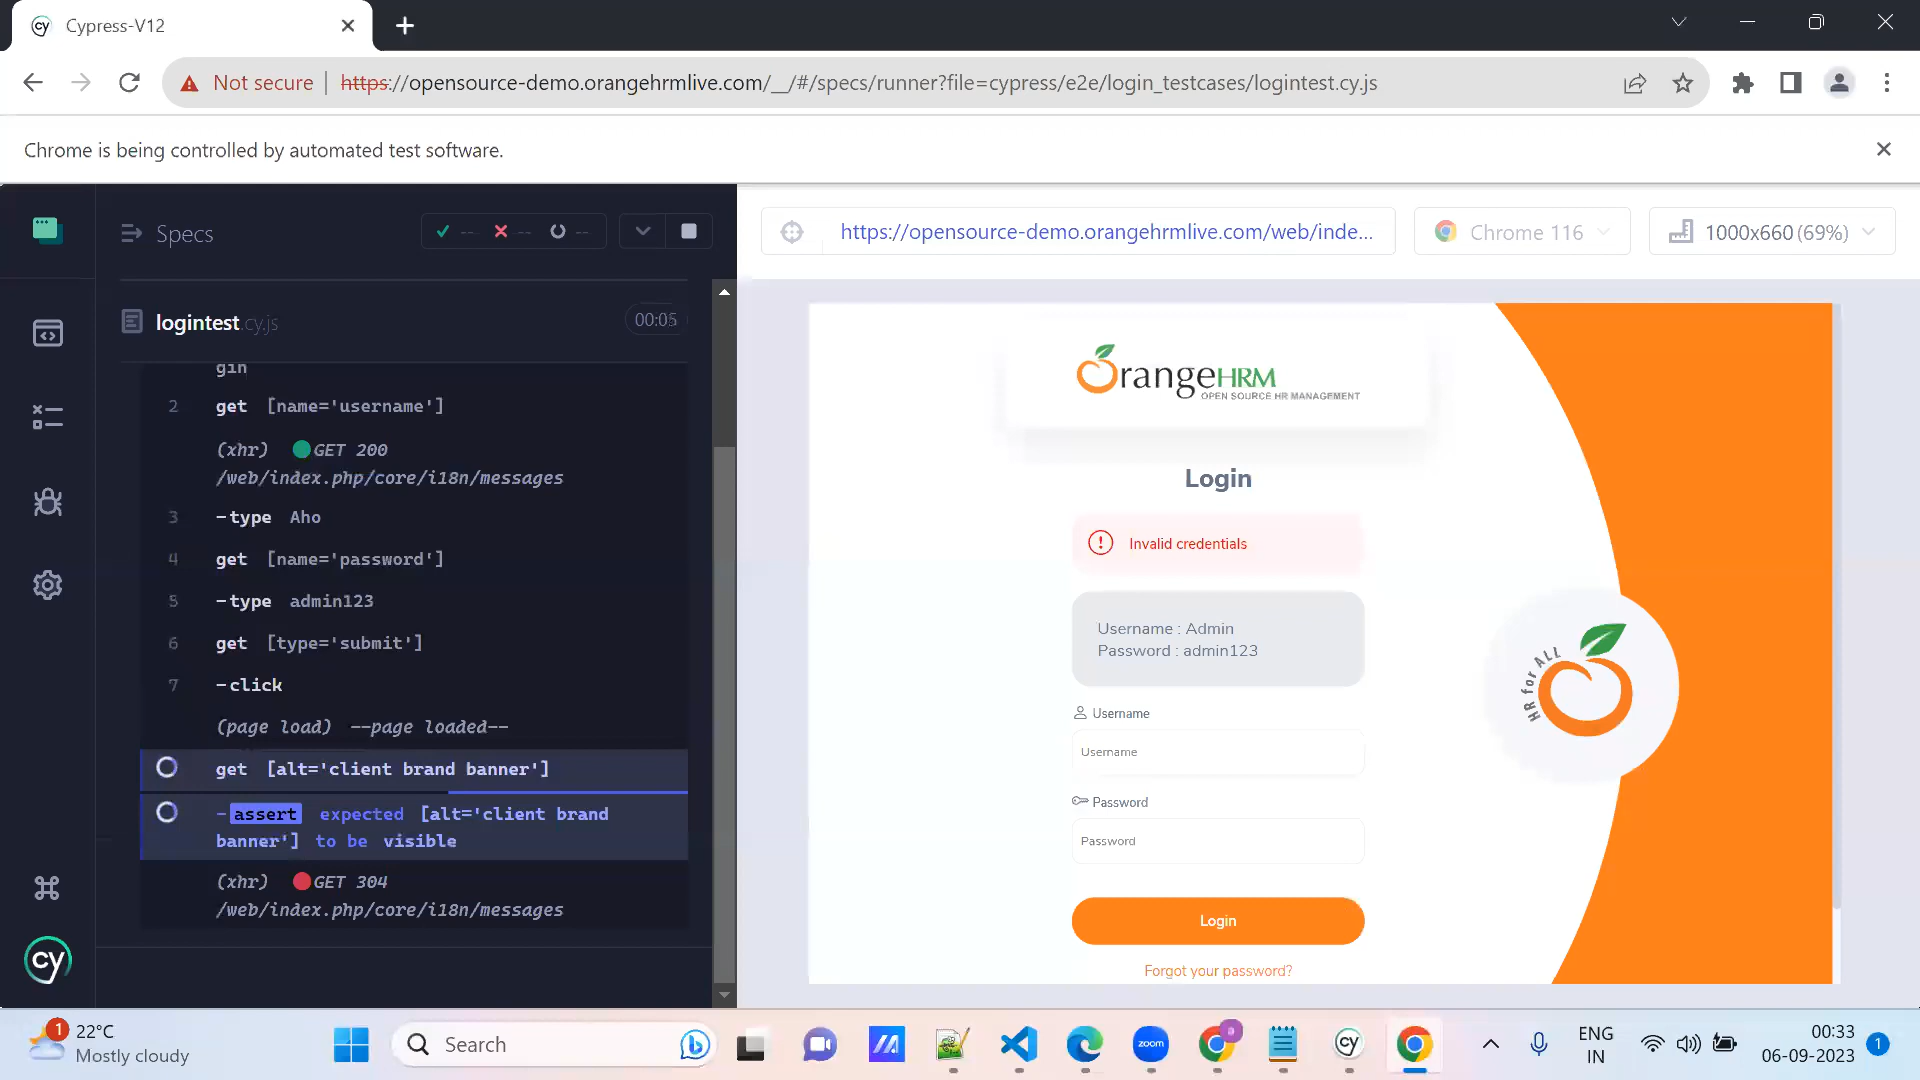 Cypress-V12
Not secure
https://opensource-demo.orangehrmlive.com/__/#/specs/runner?file=cypress/e2e/login_testcases/logintest.cy.js
Chrome is being controlled by automated test software.
Specs
-- -- --
https://opensource-demo.orangehrmlive.com/web/inde...
Chrome 116
1000x660 (69%)
logintest.cy.js
00:05
gin
2 get [name='username']
(xhr) GET 200
/web/index.php/core/i18n/messages
3 -type Aho
4 get [name='password']
5 -type admin123
6 get [type='submit']
7 -click
(page load) --page loaded--
get [alt='client brand banner']
-assert expected [alt='client brand
banner'] to be visible
(xhr) GET 304
/web/index.php/core/i18n/messages
cy
OrangeHRM
OPEN SOURCE HR MANAGEMENT
Login
Invalid credentials
Username : Admin
Password : admin123
Username
Username
Password
Password
Login
Forgot your password?
HR for ALL
1
22°C
Mostly cloudy
Search
zoom
cy
ENG
IN
00:33
06-09-2023
1